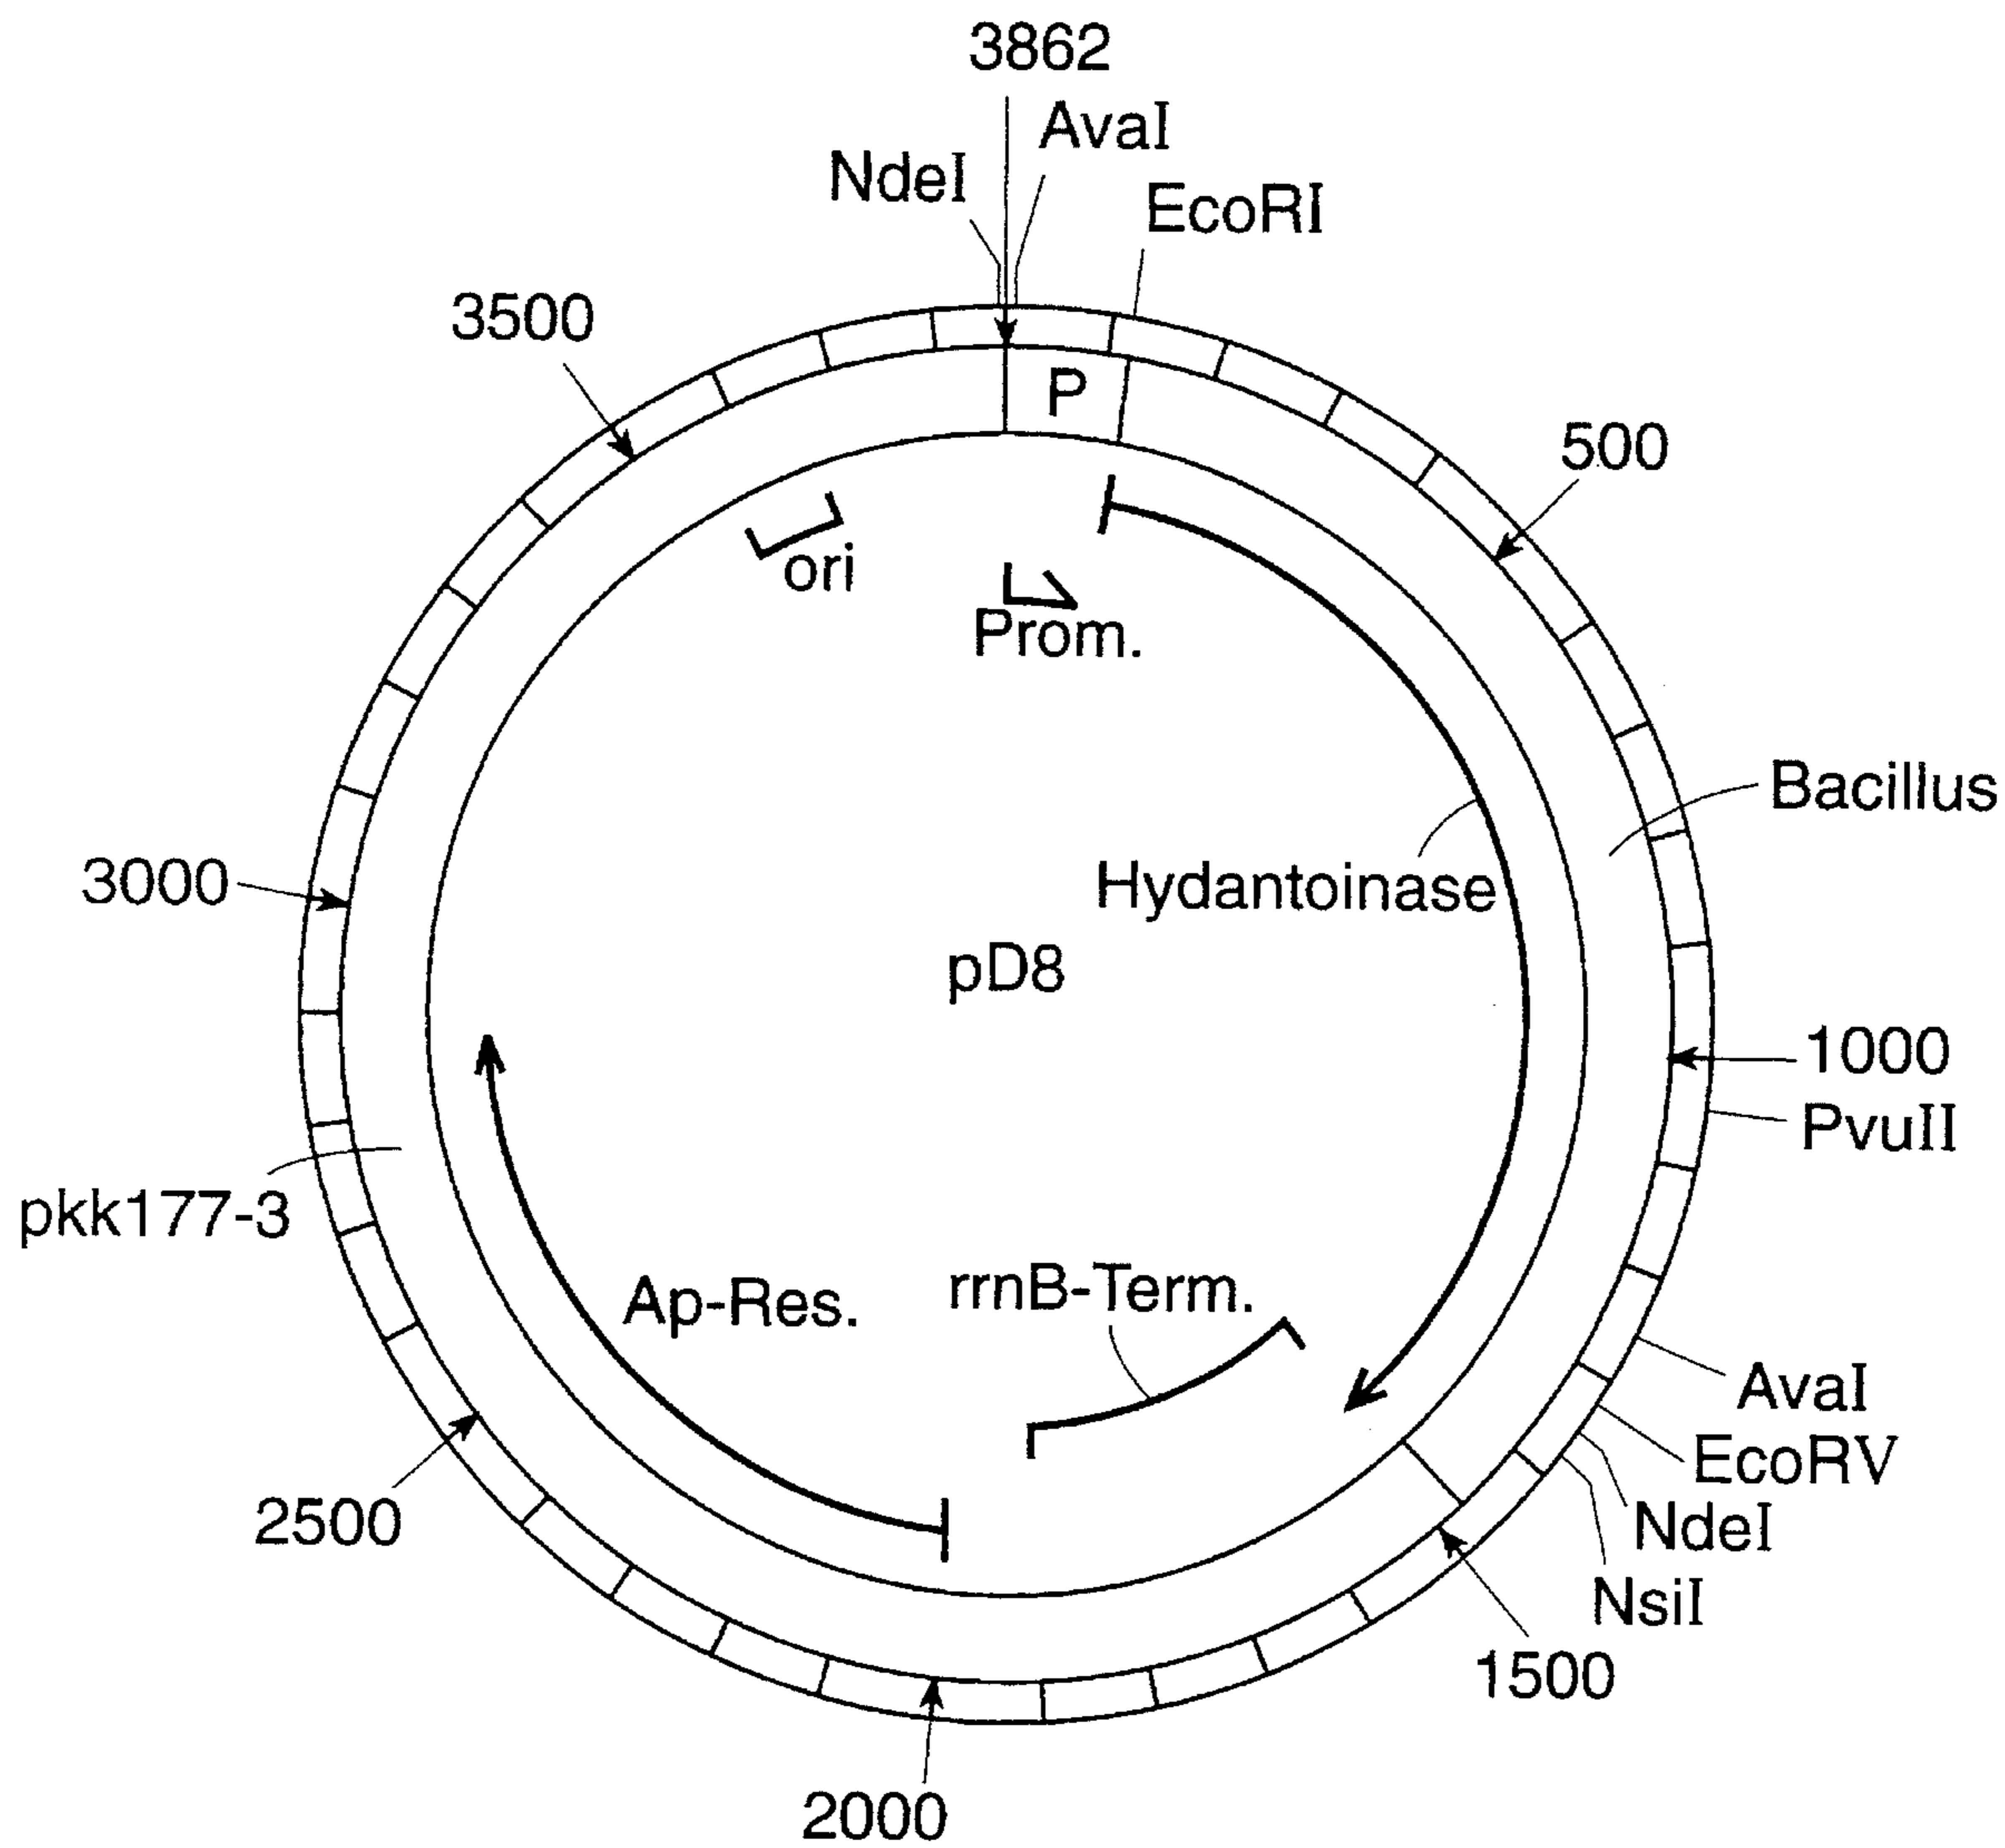 3862
AvaI
NdeI
EcoRI
3500
P
500
ori
Prom.
Bacillus
Hydantoinase
3000
pD8
1000
PvuII
pkk177-3
Ap-Res.
rrnB-Term.
AvaI
EcoRV
2500
NdeI
NsiI
1500
2000